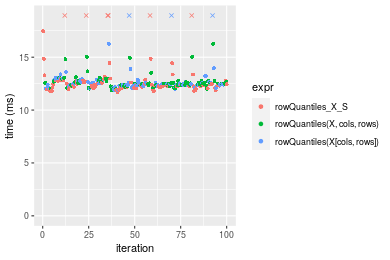 expr
rowQuantiles_X_S
rowQuantiles(X, cols, rows)
rowQuantiles(X[cols, rows])
time (ms)
15
10
5
0
0
25
50
75
100
iteration